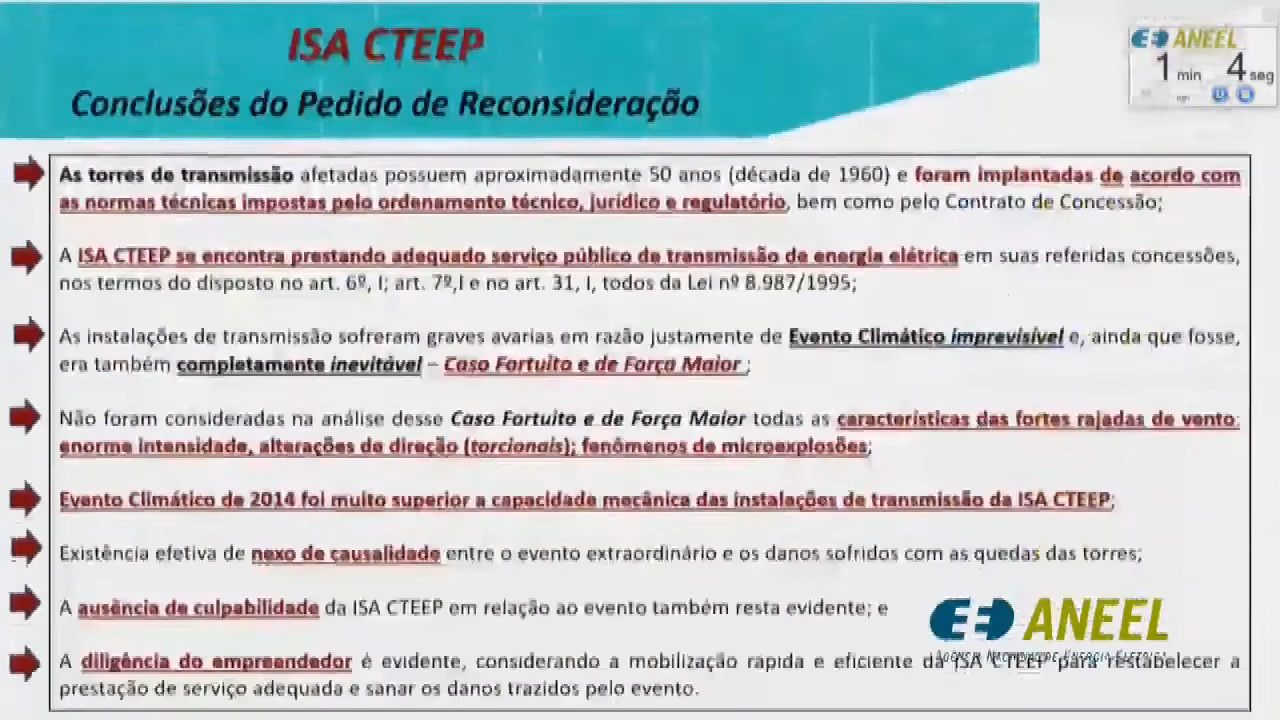 ISA CTEEP
Conclusões do Pedido de Reconsideração
ANEEL
1 min 4 seg
As torres de transmissão afetadas possuem aproximadamente 50 anos (década de 1960) e foram implantadas de acordo com
as normas técnicas impostas pelo ordenamento técnico, jurídico e regulatório, bem como pelo Contrato de Concessão;
A ISA CTEEP se encontra prestando adequado serviço público de transmissão de energia elétrica em suas referidas concessões,
nos termos do disposto no art. 6º, I; art. 7º,I e no art. 31, I, todos da Lei nº 8.987/1995;
As instalações de transmissão sofreram graves avarias em razão justamente de Evento Climático imprevisível e, ainda que fosse,
era também completamente inevitável – Caso Fortuito e de Força Maior ;
Não foram consideradas na análise desse Caso Fortuito e de Força Maior todas as características das fortes rajadas de vento:
enorme intensidade, alterações de direção (torcionais); fenômenos de microexplosões;
Evento Climático de 2014 foi muito superior a capacidade mecânica das instalações de transmissão da ISA CTEEP;
Existência efetiva de nexo de causalidade entre o evento extraordinário e os danos sofridos com as quedas das torres;
A ausência de culpabilidade da ISA CTEEP em relação ao evento também resta evidente; e
ANEEL
Agência Nacional de Energia Elétrica
A diligência do empreendedor é evidente, considerando a mobilização rapida e eficiente da ISA CTEEP para restabelecer a
prestação de serviço adequada e sanar os danos trazidos pelo evento.